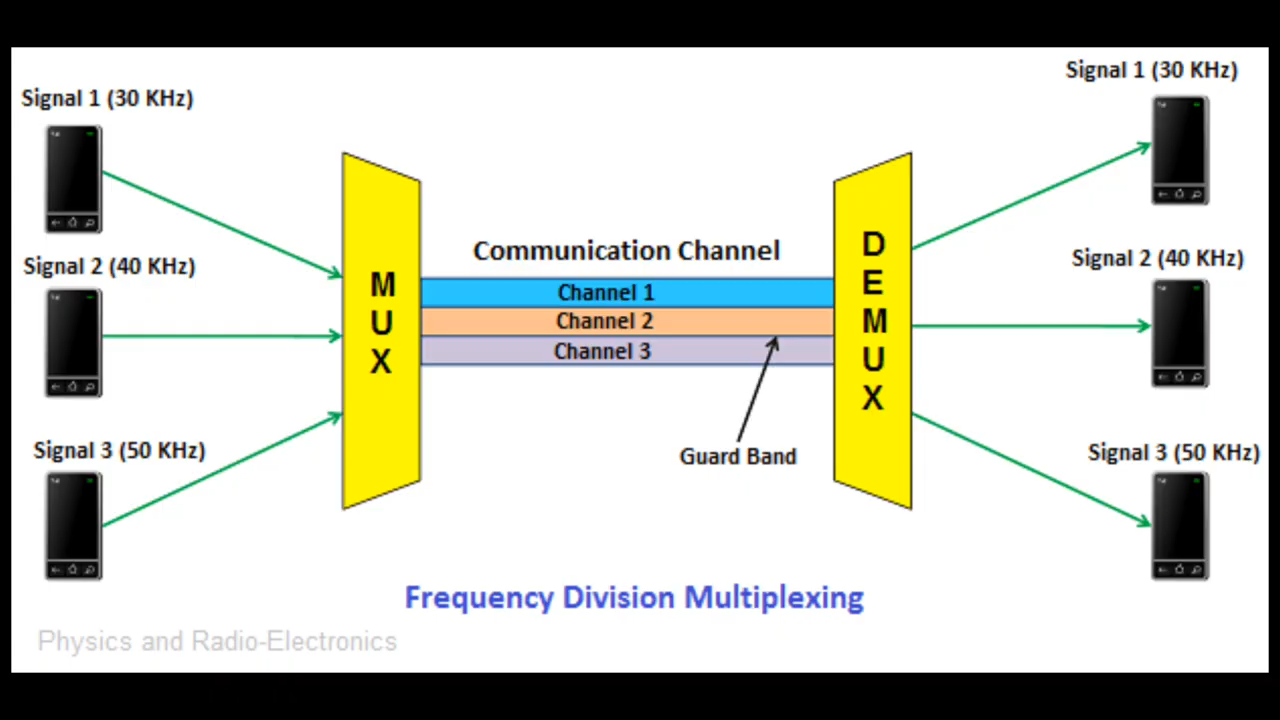 Signal 1 (30 KHz)
Signal 1 (30 KHz)
Signal 2 (40 KHz)
Signal 2 (40 KHz)
Signal 3 (50 KHz)
Signal 3 (50 KHz)
MUX
Communication Channel
Channel 1
Channel 2
Channel 3
Guard Band
DEMUX
Frequency Division Multiplexing
Physics and Radio-Electronics